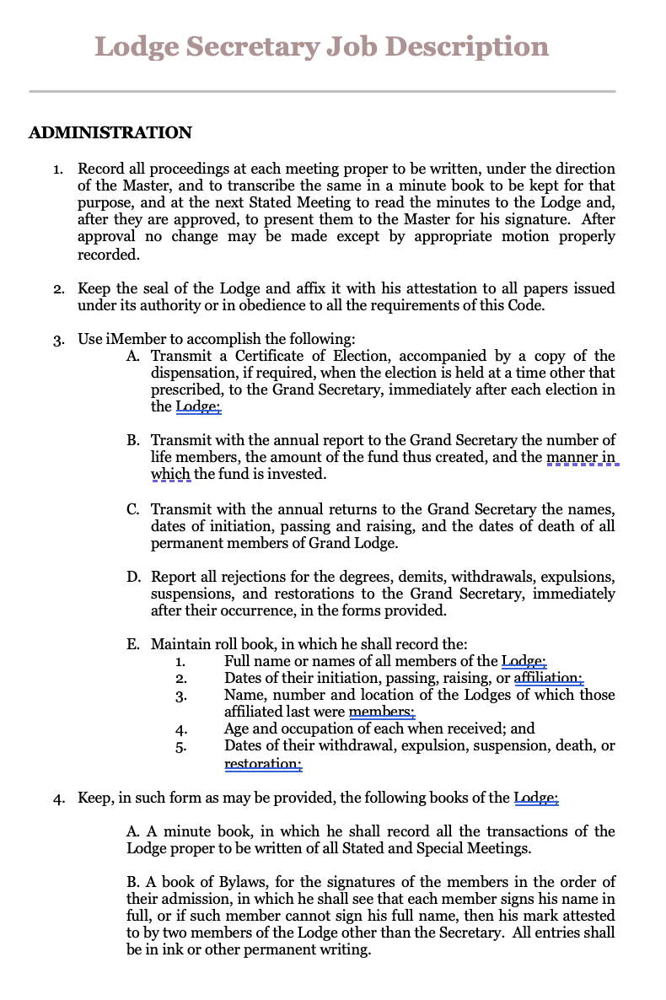 Lodge Secretary Job Description
ADMINISTRATION
1. Record all proceedings at each meeting proper to be written, under the direction
of the Master, and to transcribe the same in a minute book to be kept for that
purpose, and at the next Stated Meeting to read the minutes to the Lodge and,
after they are approved, to present them to the Master for his signature. After
approval no change may be made except by appropriate motion properly
recorded.
2. Keep the seal of the Lodge and affix it with his attestation to all papers issued
under its authority or in obedience to all the requirements of this Code.
3. Use iMember to accomplish the following:
A. Transmit a Certificate of Election, accompanied by a copy of the
dispensation, if required, when the election is held at a time other that
prescribed, to the Grand Secretary, immediately after each election in
the Lodge;
B. Transmit with the annual report to the Grand Secretary the number of
life members, the amount of the fund thus created, and the manner in
which the fund is invested.
C. Transmit with the annual returns to the Grand Secretary the names,
dates of initiation, passing and raising, and the dates of death of all
permanent members of Grand Lodge.
D. Report all rejections for the degrees, demits, withdrawals, expulsions,
suspensions, and restorations to the Grand Secretary, immediately
after their occurrence, in the forms provided.
E. Maintain roll book, in which he shall record the:
1. Full name or names of all members of the Lodge;
2. Dates of their initiation, passing, raising, or affiliation;
3. Name, number and location of the Lodges of which those
affiliated last were members;
4. Age and occupation of each when received; and
5. Dates of their withdrawal, expulsion, suspension, death, or
restoration;
4. Keep, in such form as may be provided, the following books of the Lodge;
A. A minute book, in which he shall record all the transactions of the
Lodge proper to be written of all Stated and Special Meetings.
B. A book of Bylaws, for the signatures of the members in the order of
their admission, in which he shall see that each member signs his name in
full, or if such member cannot sign his full name, then his mark attested
to by two members of the Lodge other than the Secretary. All entries shall
be in ink or other permanent writing.